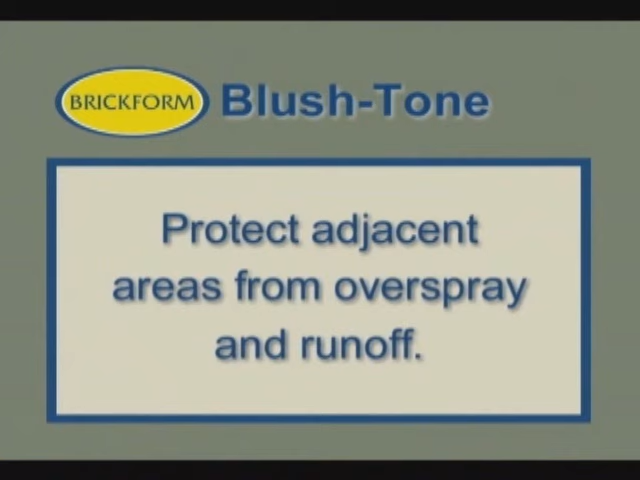 BRICKFORM Blush-Tone
Protect adjacent
areas from overspray
and runoff.